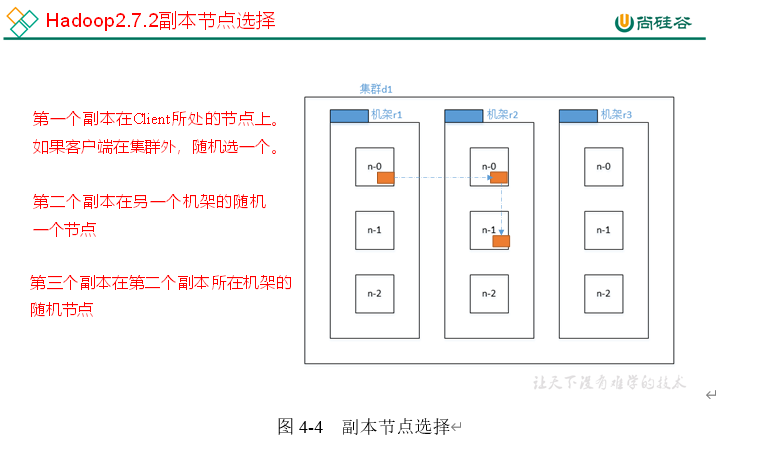 Hadoop2.7.2副本节点选择
尚硅谷
第一个副本在Client所处的节点上。
如果客户端在集群外，随机选一个。
第二个副本在另一个机架的随机
一个节点
第三个副本在第二个副本所在机架的
随机节点
集群d1
机架r1
机架r2
机架r3
n-0
n-0
n-0
n-1
n-1
n-1
n-2
n-2
n-2
让天下没有难学的技术
图 4-4 副本节点选择